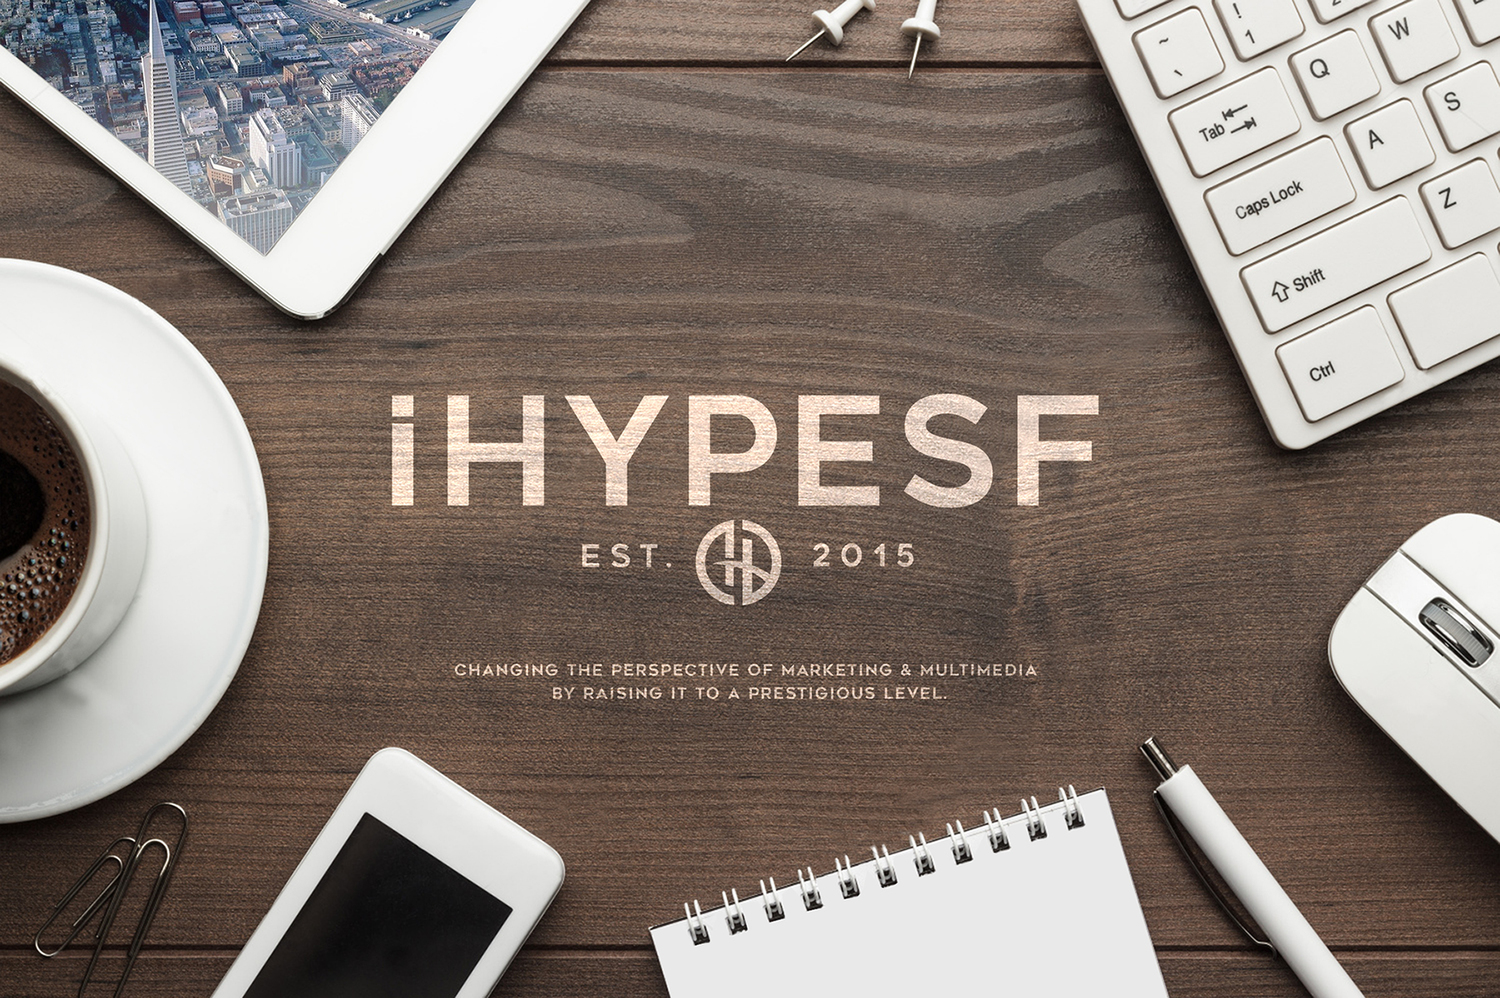 ~
`
!
1
2
Q
W
Tab
A
S
Caps Lock
Z
Shift
Ctrl
iHYPESF
EST. 2015
CHANGING THE PERSPECTIVE OF MARKETING & MULTIMEDIA
BY RAISING IT TO A PRESTIGIOUS LEVEL.